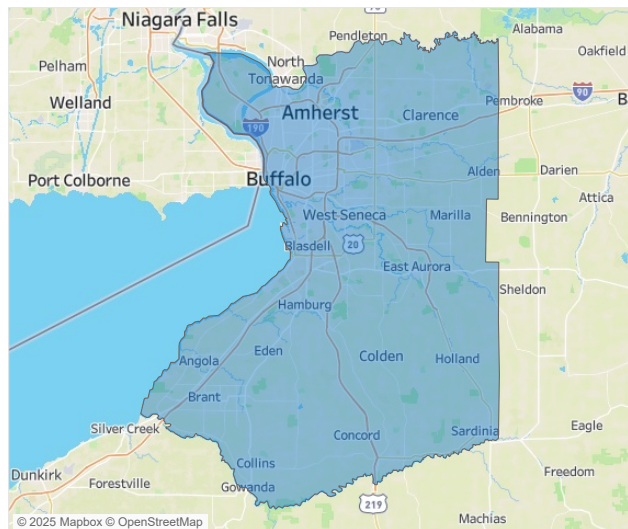 90
Niagara Falls
Alabama
Pendleton
Oakfield
North
Tonawanda
Pelham
90
Welland
Pembroke
B
Amherst
Clarence
190
Port Colborne
Buffalo
Alden
Darien
Attica
West Seneca
Marilla
Bennington
Blasdell
20
East Aurora
Sheldon
Hamburg
Angola
Eden
Colden
Holland
Brant
Silver Creek
Concord
Sardinia
Eagle
Dunkirk
Forestville
Collins
Gowanda
Freedom
219
Machias
© 2025 Mapbox © OpenStreetMap